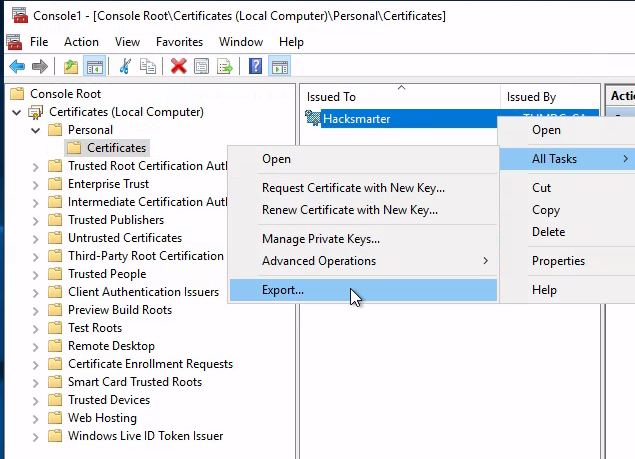 Console1 - [Console Root\Certificates (Local Computer)\Personal\Certificates]
File Action View Favorites Window Help
Console Root
Certificates (Local Computer)
Personal
Certificates
Trusted Root Certification Aut
Enterprise Trust
Intermediate Certification Aut
Trusted Publishers
Untrusted Certificates
Third-Party Root Certification
Trusted People
Client Authentication Issuers
Preview Build Roots
Test Roots
Remote Desktop
Certificate Enrollment Requests
Smart Card Trusted Roots
Trusted Devices
Web Hosting
Windows Live ID Token Issuer
Issued To Issued By
Hacksmarter
Actio
Open
All Tasks
Cut
Copy
Delete
Properties
Help
Open
Request Certificate with New Key...
Renew Certificate with New Key...
Manage Private Keys...
Advanced Operations
Export...